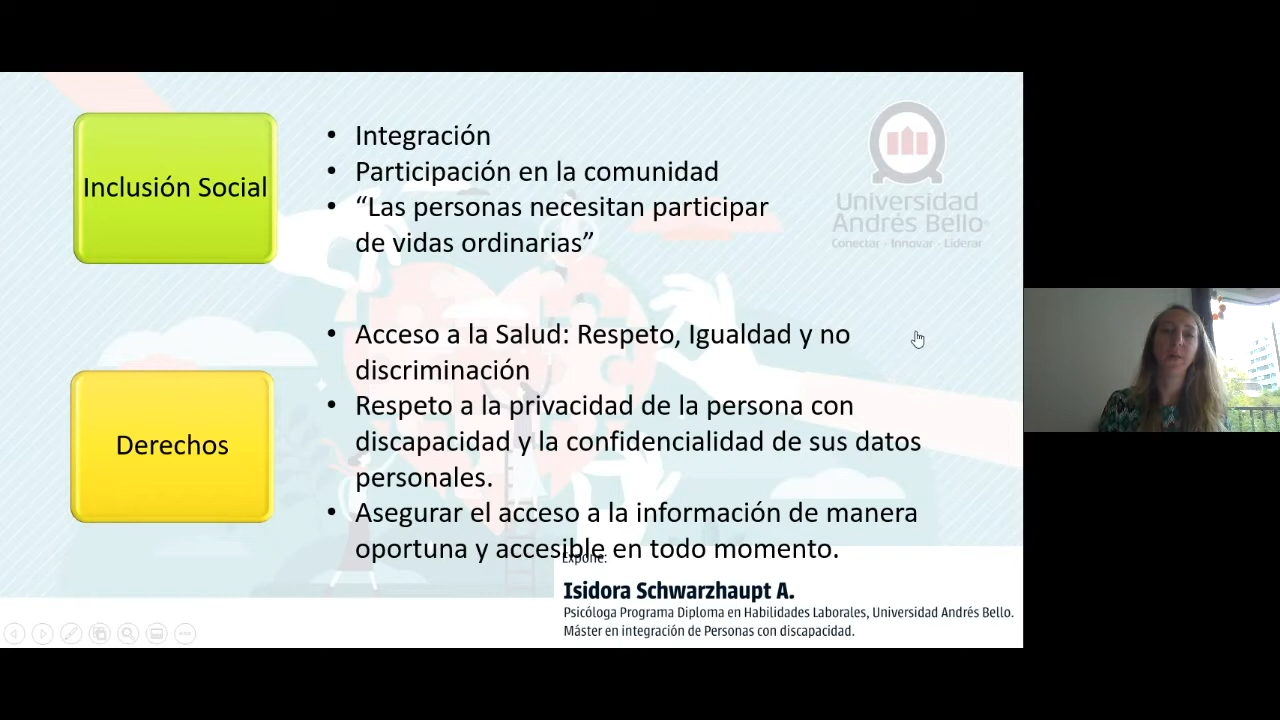 Inclusión Social
• Integración
• Participación en la comunidad
• “Las personas necesitan participar
de vidas ordinarias”
Universidad
Andrés Bello
Conectar - Innovar - Liderar
Derechos
• Acceso a la Salud: Respeto, Igualdad y no
discriminación
• Respeto a la privacidad de la persona con
discapacidad y la confidencialidad de sus datos
personales.
• Asegurar el acceso a la información de manera
oportuna y accesible en todo momento.
Expone:
Isidora Schwarzhaupt A.
Psicóloga Programa Diploma en Habilidades Laborales, Universidad Andrés Bello.
Máster en integración de Personas con discapacidad.